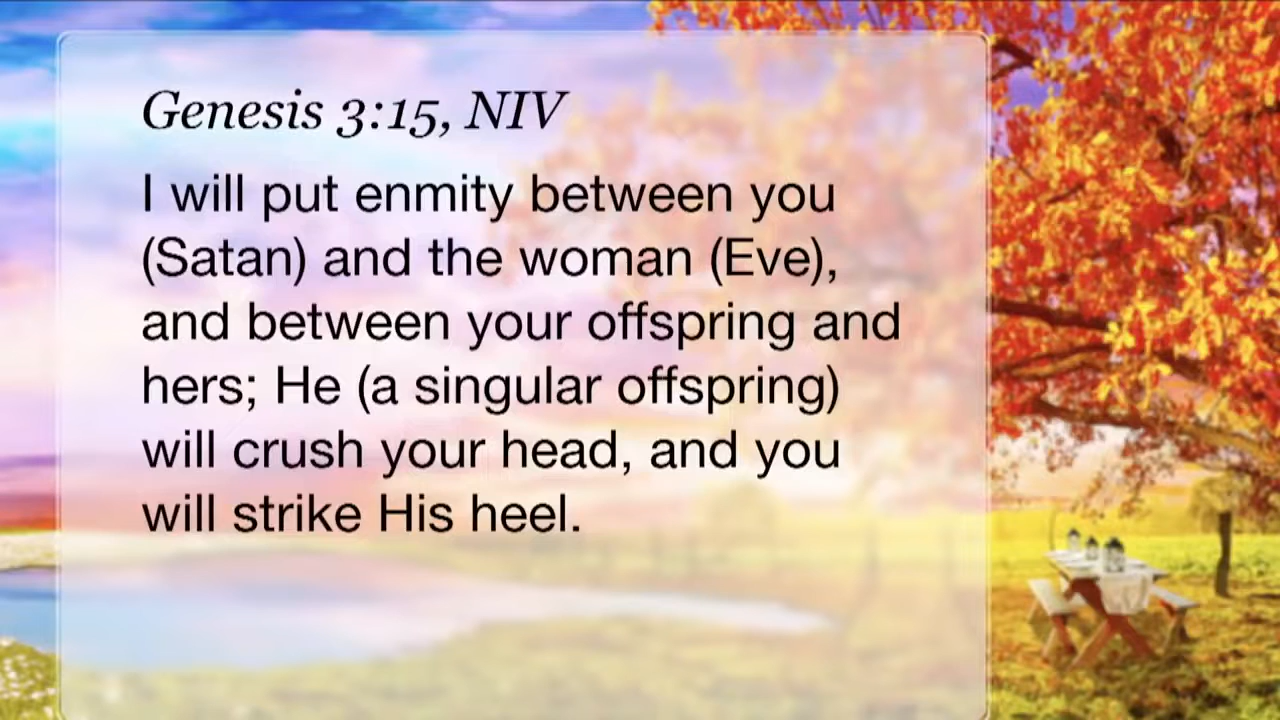 Genesis 3:15, NIV
I will put enmity between you
(Satan) and the woman (Eve),
and between your offspring and
hers; He (a singular offspring)
will crush your head, and you
will strike His heel.